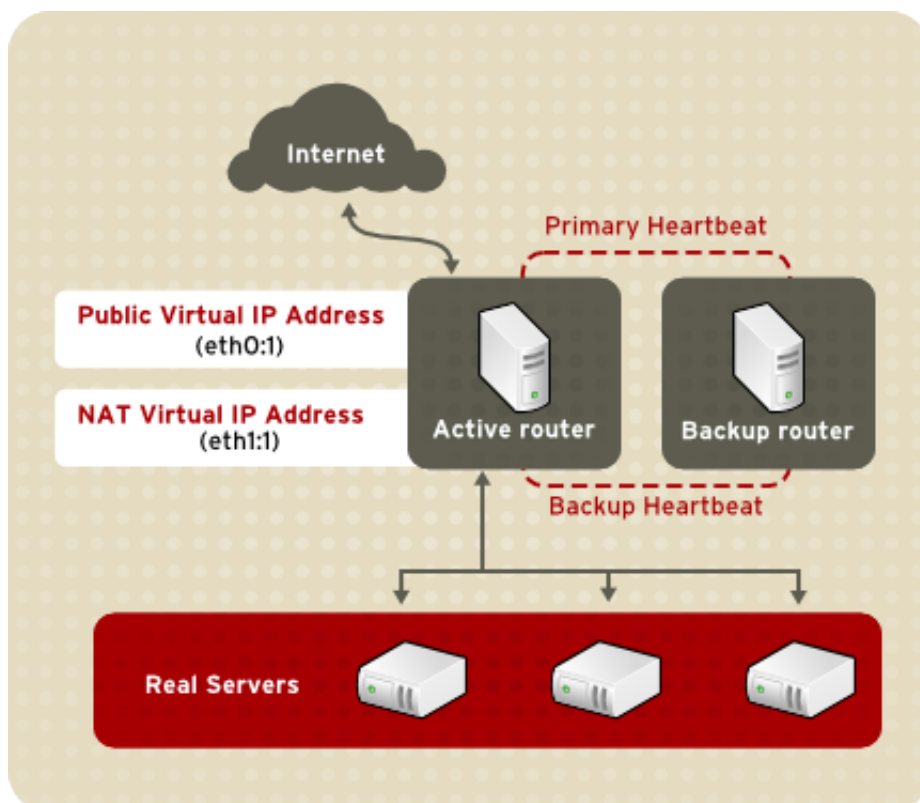 Internet
Primary Heartbeat
Public Virtual IP Address
(eth0:1)
NAT Virtual IP Address
(eth1:1)
Active router
Backup router
Backup Heartbeat
Real Servers